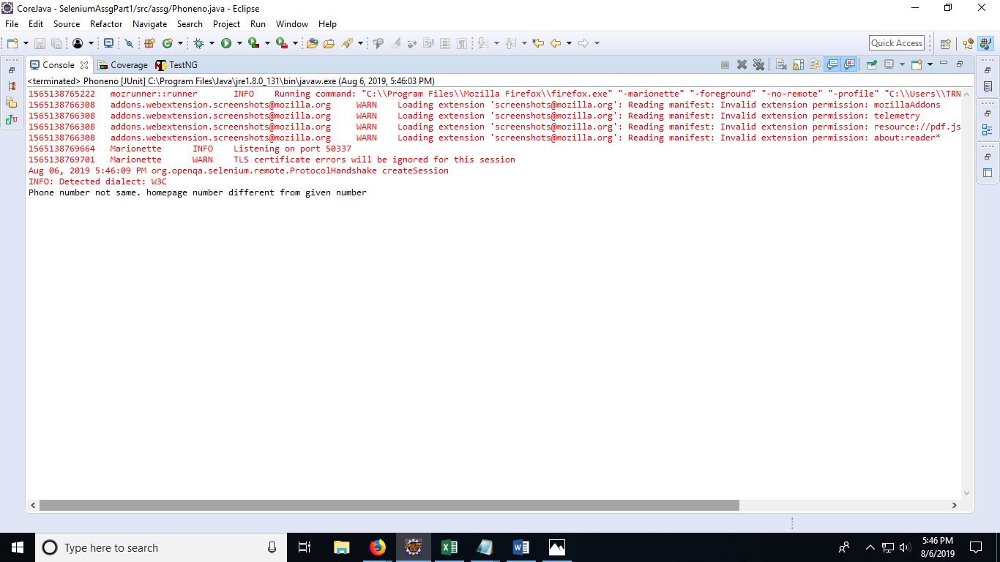 CoreJava - SeleniumAssgPart1/src/assg/Phoneno.java - Eclipse
File Edit Source Refactor Navigate Search Project Run Window Help
Quick Access
Console Coverage TestNG
<terminated> Phoneno [JUnit] C:\Program Files\Java\jre1.8.0_131\bin\javaw.exe (Aug 6, 2019, 5:46:03 PM)
1565138765222 mozrunner::runner INFO Running command: "C:\\Program Files\\Mozilla Firefox\\firefox.exe" "-marionette" "-foreground" "-no-remote" "-profile" "C:\\Users\\TRN
1565138766308 addons.webextension.screenshots@mozilla.org WARN Loading extension 'screenshots@mozilla.org': Reading manifest: Invalid extension permission: mozillaAddons
1565138766308 addons.webextension.screenshots@mozilla.org WARN Loading extension 'screenshots@mozilla.org': Reading manifest: Invalid extension permission: telemetry
1565138766308 addons.webextension.screenshots@mozilla.org WARN Loading extension 'screenshots@mozilla.org': Reading manifest: Invalid extension permission: resource://pdf.js
1565138766308 addons.webextension.screenshots@mozilla.org WARN Loading extension 'screenshots@mozilla.org': Reading manifest: Invalid extension permission: about:reader*
1565138769664 Marionette INFO Listening on port 50337
1565138769701 Marionette WARN TLS certificate errors will be ignored for this session
Aug 06, 2019 5:46:09 PM org.openqa.selenium.remote.ProtocolHandshake createSession
INFO: Detected dialect: W3C
Phone number not same. homepage number different from given number
Type here to search
5:46 PM
8/6/2019